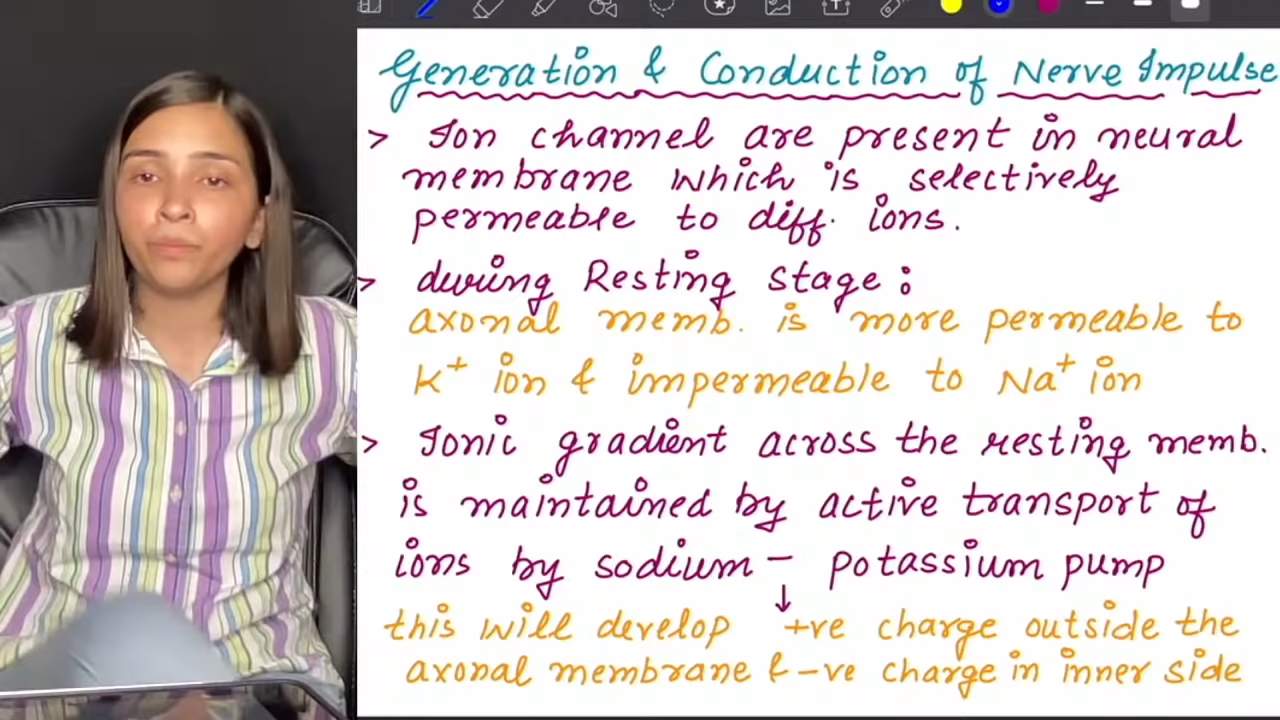 Generation & Conduction of Nerve Impulse
> Ion channel are present in neural
membrane which is selectively
permeable to diff. ions.
> during Resting Stage :
axonal memb. is more permeable to
K+ ion & impermeable to Na+ ion
> Ionic gradient across the resting memb.
is maintained by active transport of
ions by sodium - potassium pump
↓
this will develop +ve charge outside the
axonal membrane & -ve charge in inner side